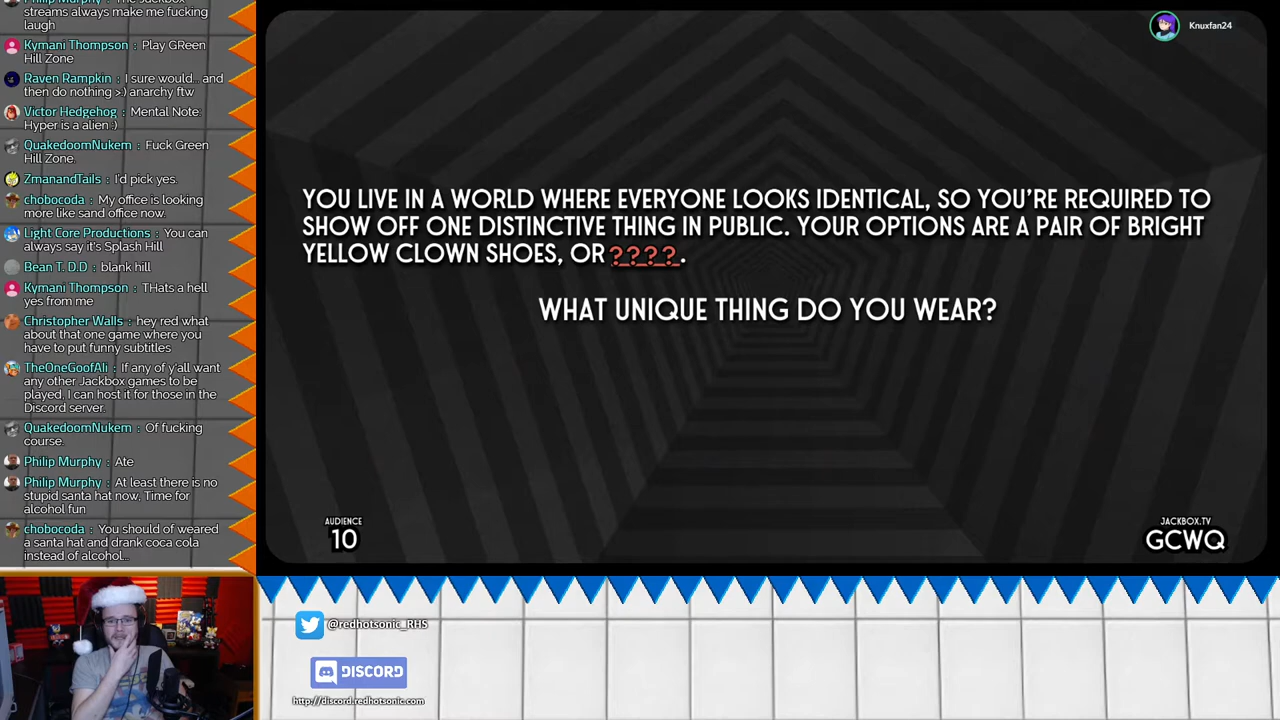 Philip Murphy : The Jackbox
streams always make me fucking
laugh
Kymani Thompson : Play GReen
Hill Zone
Raven Rampkin : I sure would.. and
then do nothing >:) anarchy ftw
Victor Hedgehog : Mental Note:
Hyper is a alien :)
QuakedoomNukem : Fuck Green
Hill Zone.
ZmanandTails : I'd pick yes.
chobocoda : My office is looking
more like sand office now.
Light Core Productions : You can
always say it's Splash Hill
Bean T. D.D : blank hill
Kymani Thompson : THats a hell
yes from me
Christopher Walls : hey red what
about that one game where you
have to put funny subtitles
TheOneGoofAli : If any of y'all want
any other Jackbox games to be
played, I can host it for those in the
Discord server.
QuakedoomNukem : Of fucking
course.
Philip Murphy : Ate
Philip Murphy : At least there is no
stupid santa hat now. Time for
alcohol fun
chobocoda : You should of weared
a santa hat and drank coca cola
instead of alcohol...
Knuxfan24
YOU LIVE IN A WORLD WHERE EVERYONE LOOKS IDENTICAL, SO YOU'RE REQUIRED TO
SHOW OFF ONE DISTINCTIVE THING IN PUBLIC. YOUR OPTIONS ARE A PAIR OF BRIGHT
YELLOW CLOWN SHOES, OR ????.
WHAT UNIQUE THING DO YOU WEAR?
AUDIENCE
10
JACKBOX.TV
GCWQ
@redhotsonic_RHS
DISCORD
http://discord.redhotsonic.com